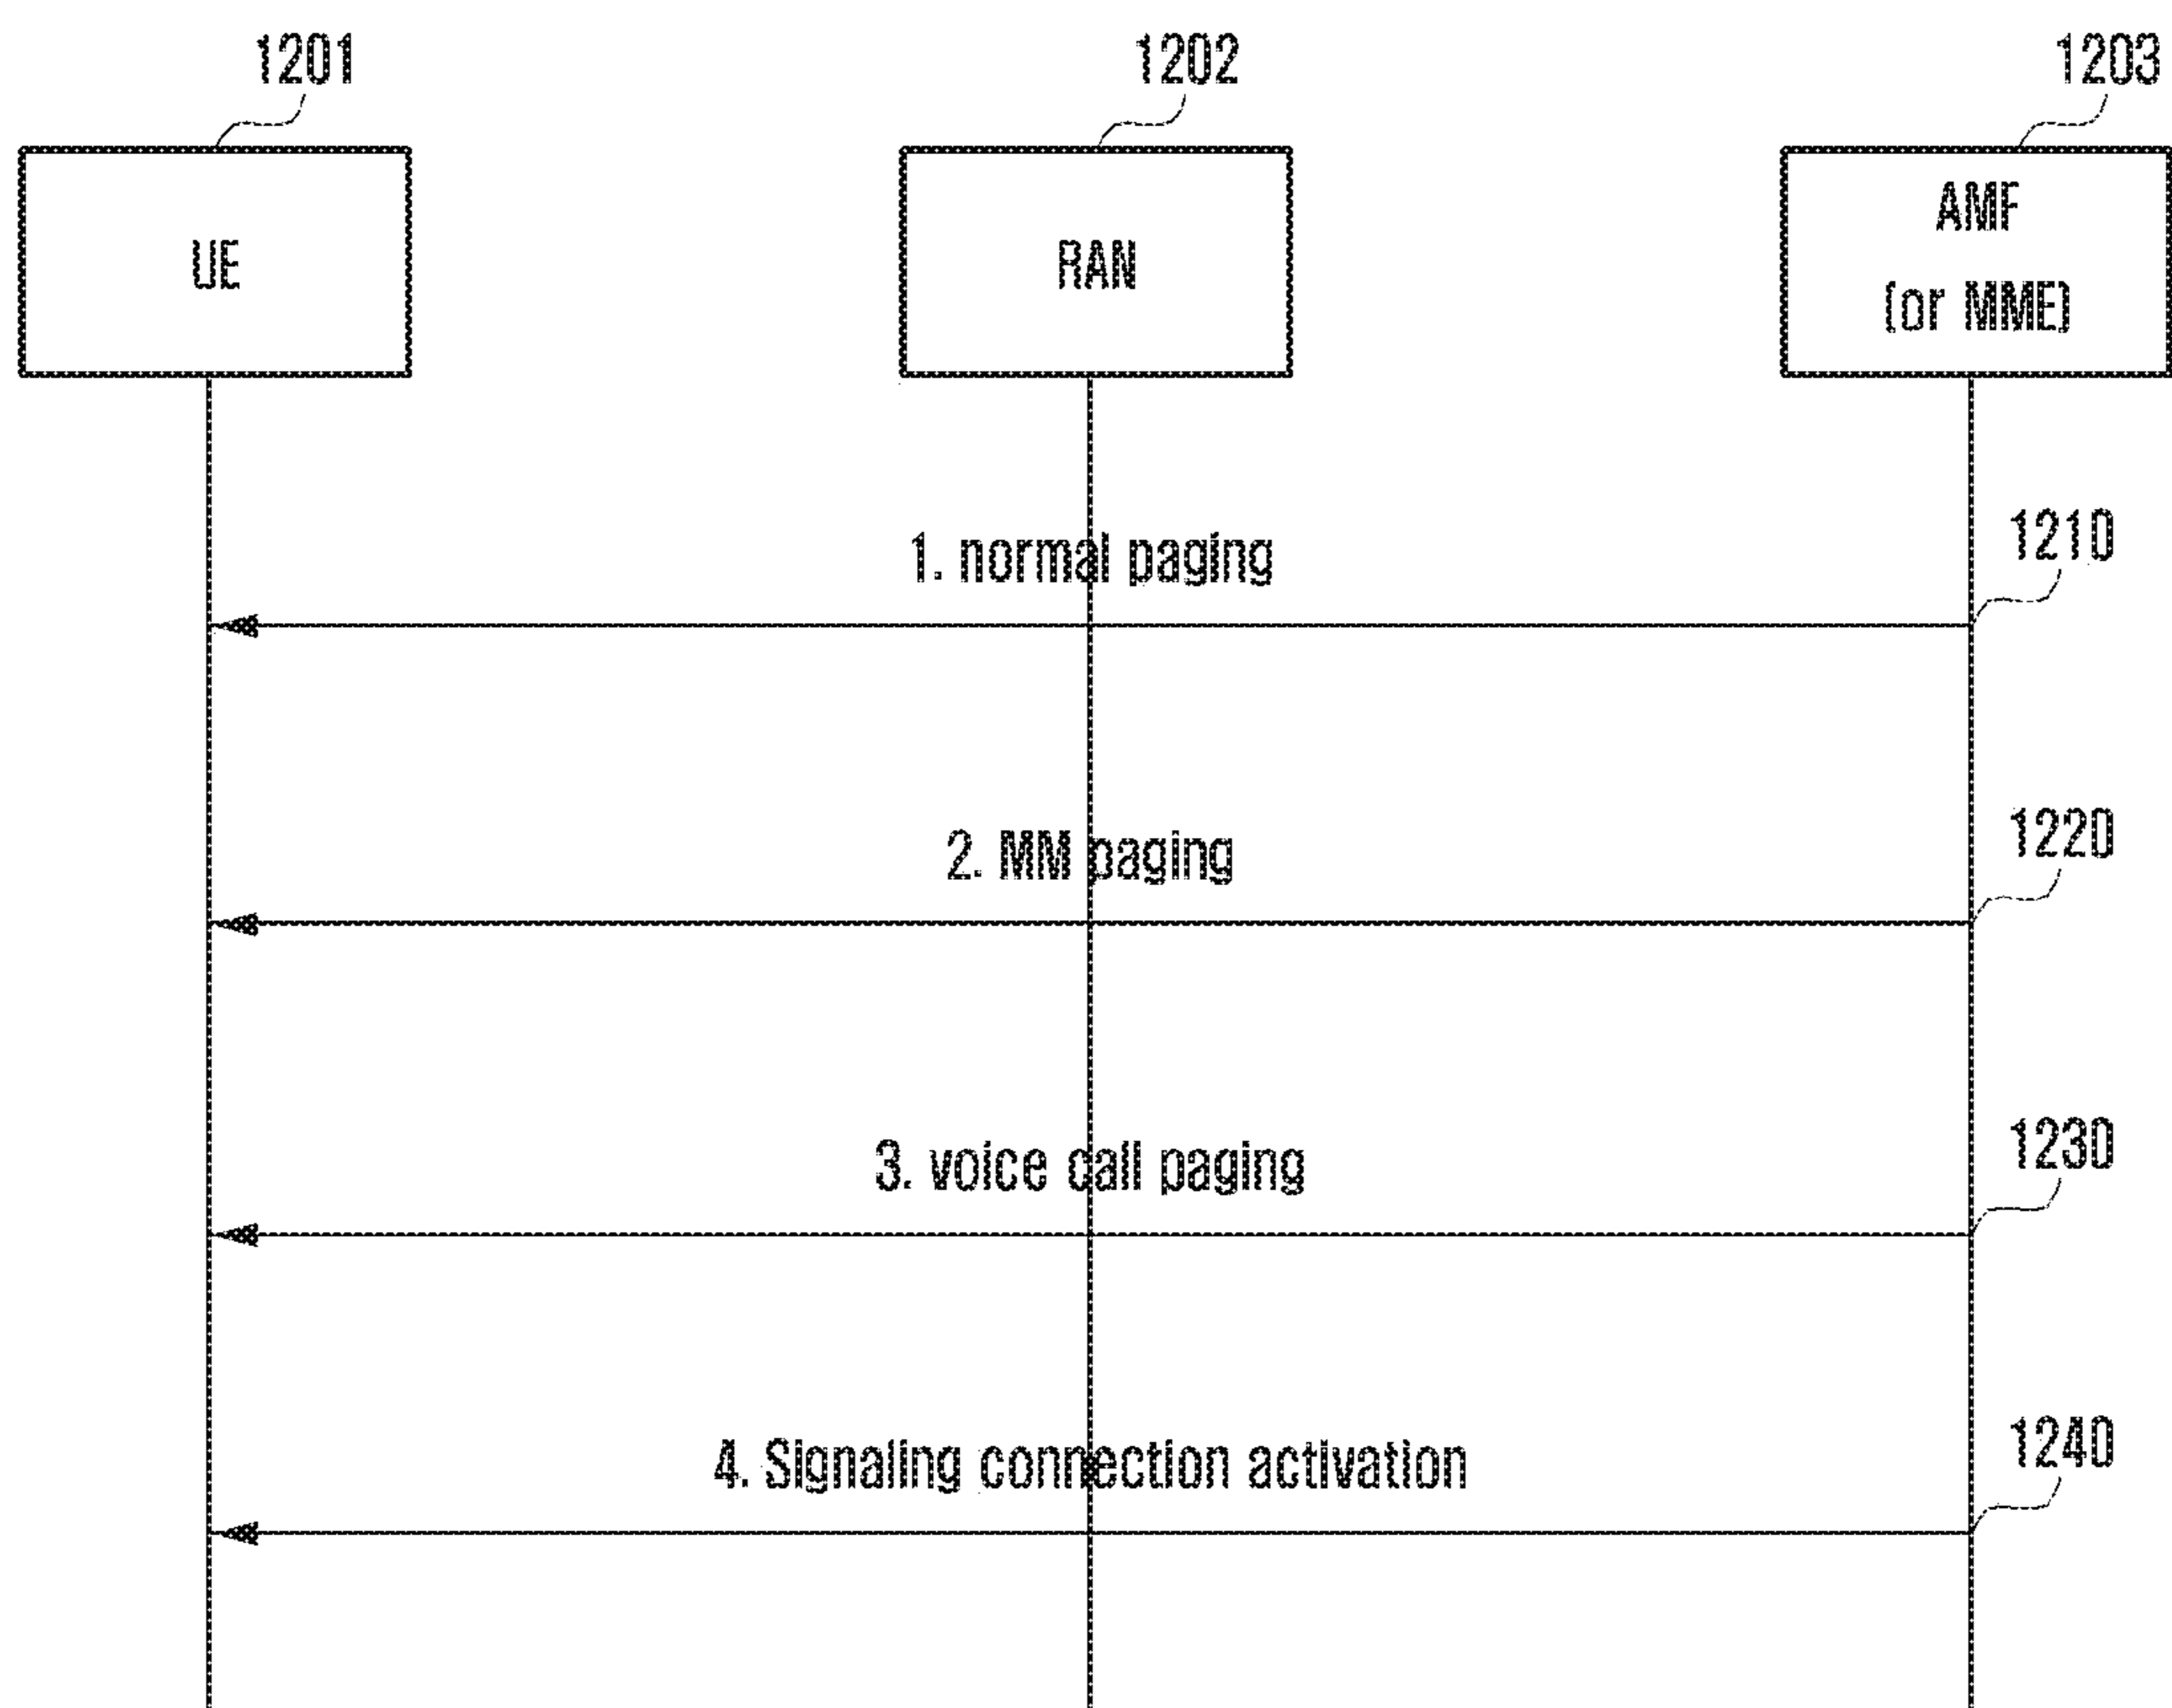 1201
1202
1203
UE
RAN
AMF
(or MME)
1210
1. normal paging
1220
2. MM paging
1230
3. voice call paging
1240
4. Signaling connection activation